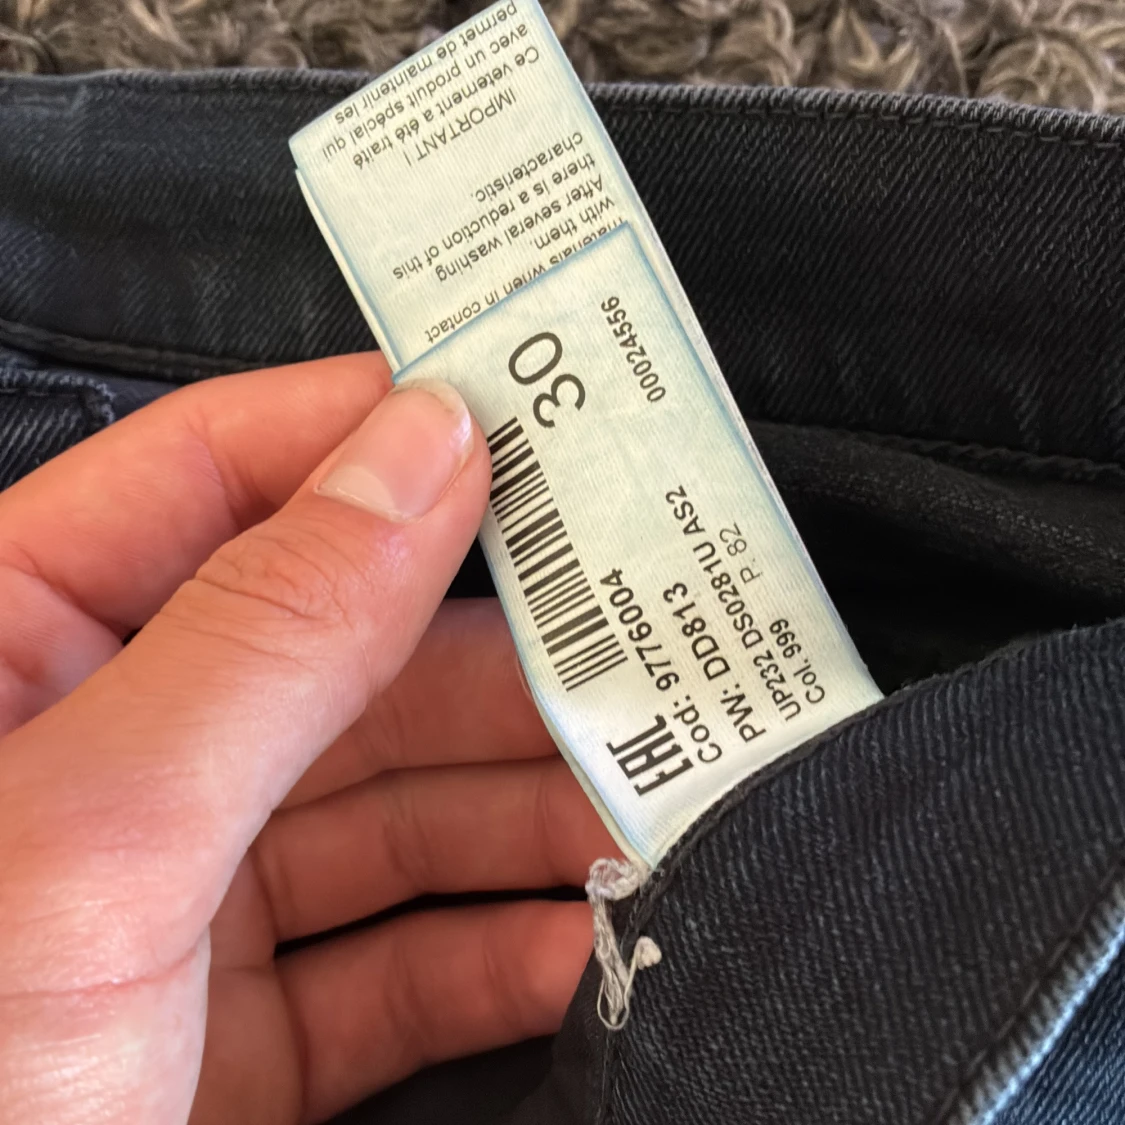 30
00024556
EAC
Cod: 9776004
PW: DD813
UP232 DS0281U AS2
Col. 999 P. 82
materials when in contact
with them.
After several washing
there is a reduction of this
characteristic.
IMPORTANT !
Ce vêtement a été traité
avec un produit spécial qui
permet de maintenir les